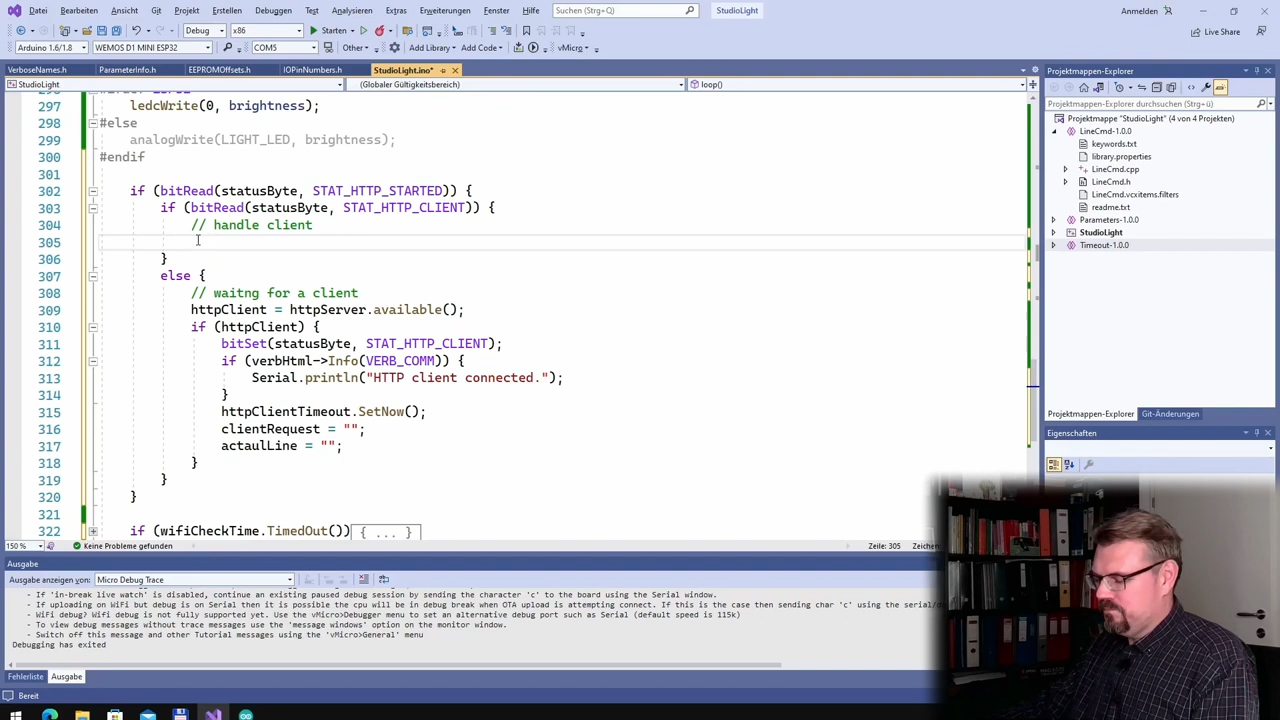 Datei Bearbeiten Ansicht Git Projekt Erstellen Debuggen Test Analysieren Extras Erweiterungen Fenster Hilfe Suchen (Strg+Q) StudioLight Anmelden
Debug x86 Starten
Live Share
Arduino 1.6/1.8 WEMOS D1 MINI ESP32 COM5 Other Add Library Add Code vMicro
VerboseNames.h ParameterInfo.h EEPROMOffsets.h IOPinNumbers.h StudioLight.ino*
StudioLight (Globaler Gültigkeitsbereich) loop()
297 ledcWrite(0, brightness);
298 #else
299 analogWrite(LIGHT_LED, brightness);
300 #endif
301
302 if (bitRead(statusByte, STAT_HTTP_STARTED)) {
303 if (bitRead(statusByte, STAT_HTTP_CLIENT)) {
304 // handle client
305
306 }
307 else {
308 // waitng for a client
309 httpClient = httpServer.available();
310 if (httpClient) {
311 bitSet(statusByte, STAT_HTTP_CLIENT);
312 if (verbHtml->Info(VERB_COMM)) {
313 Serial.println("HTTP client connected.");
314 }
315 httpClientTimeout.SetNow();
316 clientRequest = "";
317 actaulLine = "";
318 }
319 }
320 }
321
322 if (wifiCheckTime.TimedOut()) { ... }
150 % Keine Probleme gefunden Zeile: 305 Zeichen:
Projektmappen-Explorer
Projektmappen-Explorer durchsuchen (Strg+ü)
Projektmappe "StudioLight" (4 von 4 Projekten)
LineCmd-1.0.0
keywords.txt
library.properties
LineCmd.cpp
LineCmd.h
LineCmd.vcxitems.filters
readme.txt
Parameters-1.0.0
StudioLight
Timeout-1.0.0
Projektmappen-Explorer Git-Änderungen
Eigenschaften
Ausgabe
Ausgabe anzeigen von: Micro Debug Trace
- If 'in-break live watch' is disabled, continue an existing paused debug session by sending the character 'c' to the board using the Serial window.
- If uploading on WiFi but debug is on Serial then it is possible the cpu will be in debug break when OTA upload is attempting connect. If this is the case then sending char 'c' using the serial/
- WiFi debug? Wifi debug is not fully supported yet. Use the vMicro>Debugger menu to set an alternative debug port such as Serial (default speed is 115k)
- To view debug messages without trace messages use the 'message windows' option on the monitor window.
- Switch off this message and other Tutorial messages using the 'vMicro>General' menu
Debugging has exited
Fehlerliste Ausgabe
Bereit